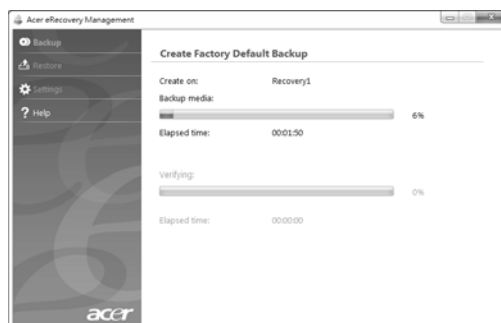 Acer eRecovery Management
Backup
Restore
Settings
? Help
Create Factory Default Backup
Create on: Recovery1
Backup media:
6%
Elapsed time: 00:01:50
Verifying:
0%
Elapsed time: 00:00:00
acer